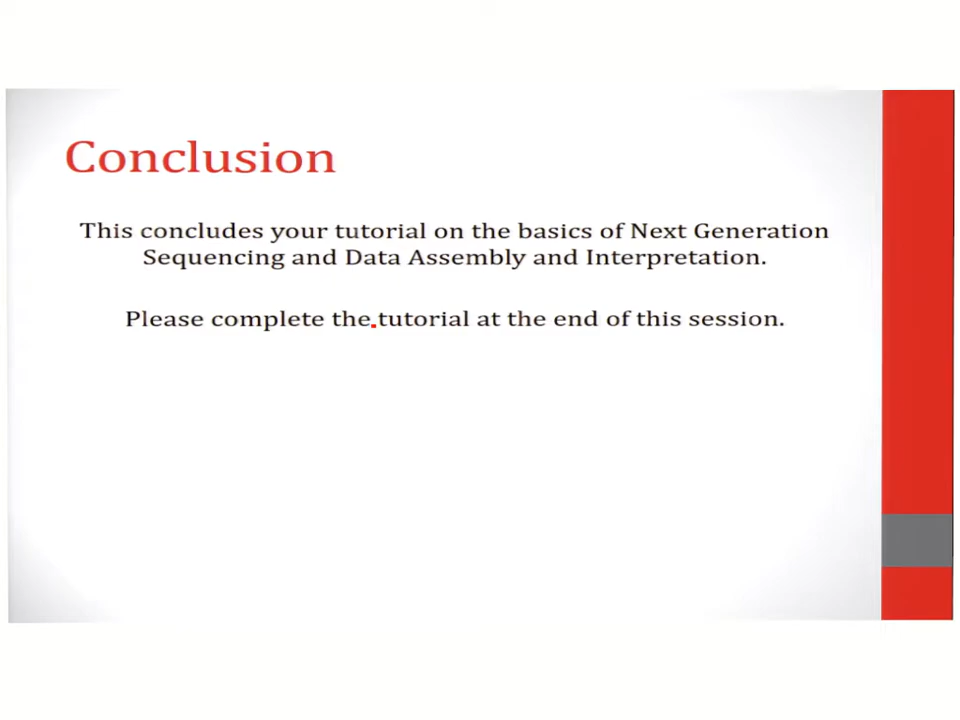 Conclusion
This concludes your tutorial on the basics of Next Generation
Sequencing and Data Assembly and Interpretation.
Please complete the tutorial at the end of this session.